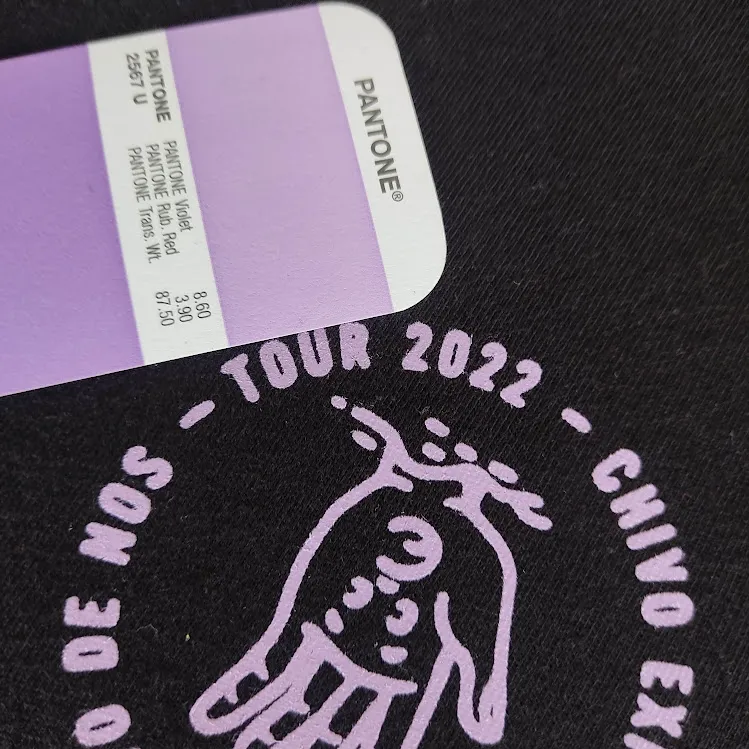 PANTONE®
PANTONE
2567 U
PANTONE Violet 8.60
PANTONE Rub. Red 3.90
PANTONE Trans. Wt. 87.50
DE NOS - TOUR 2022 - CHIVO